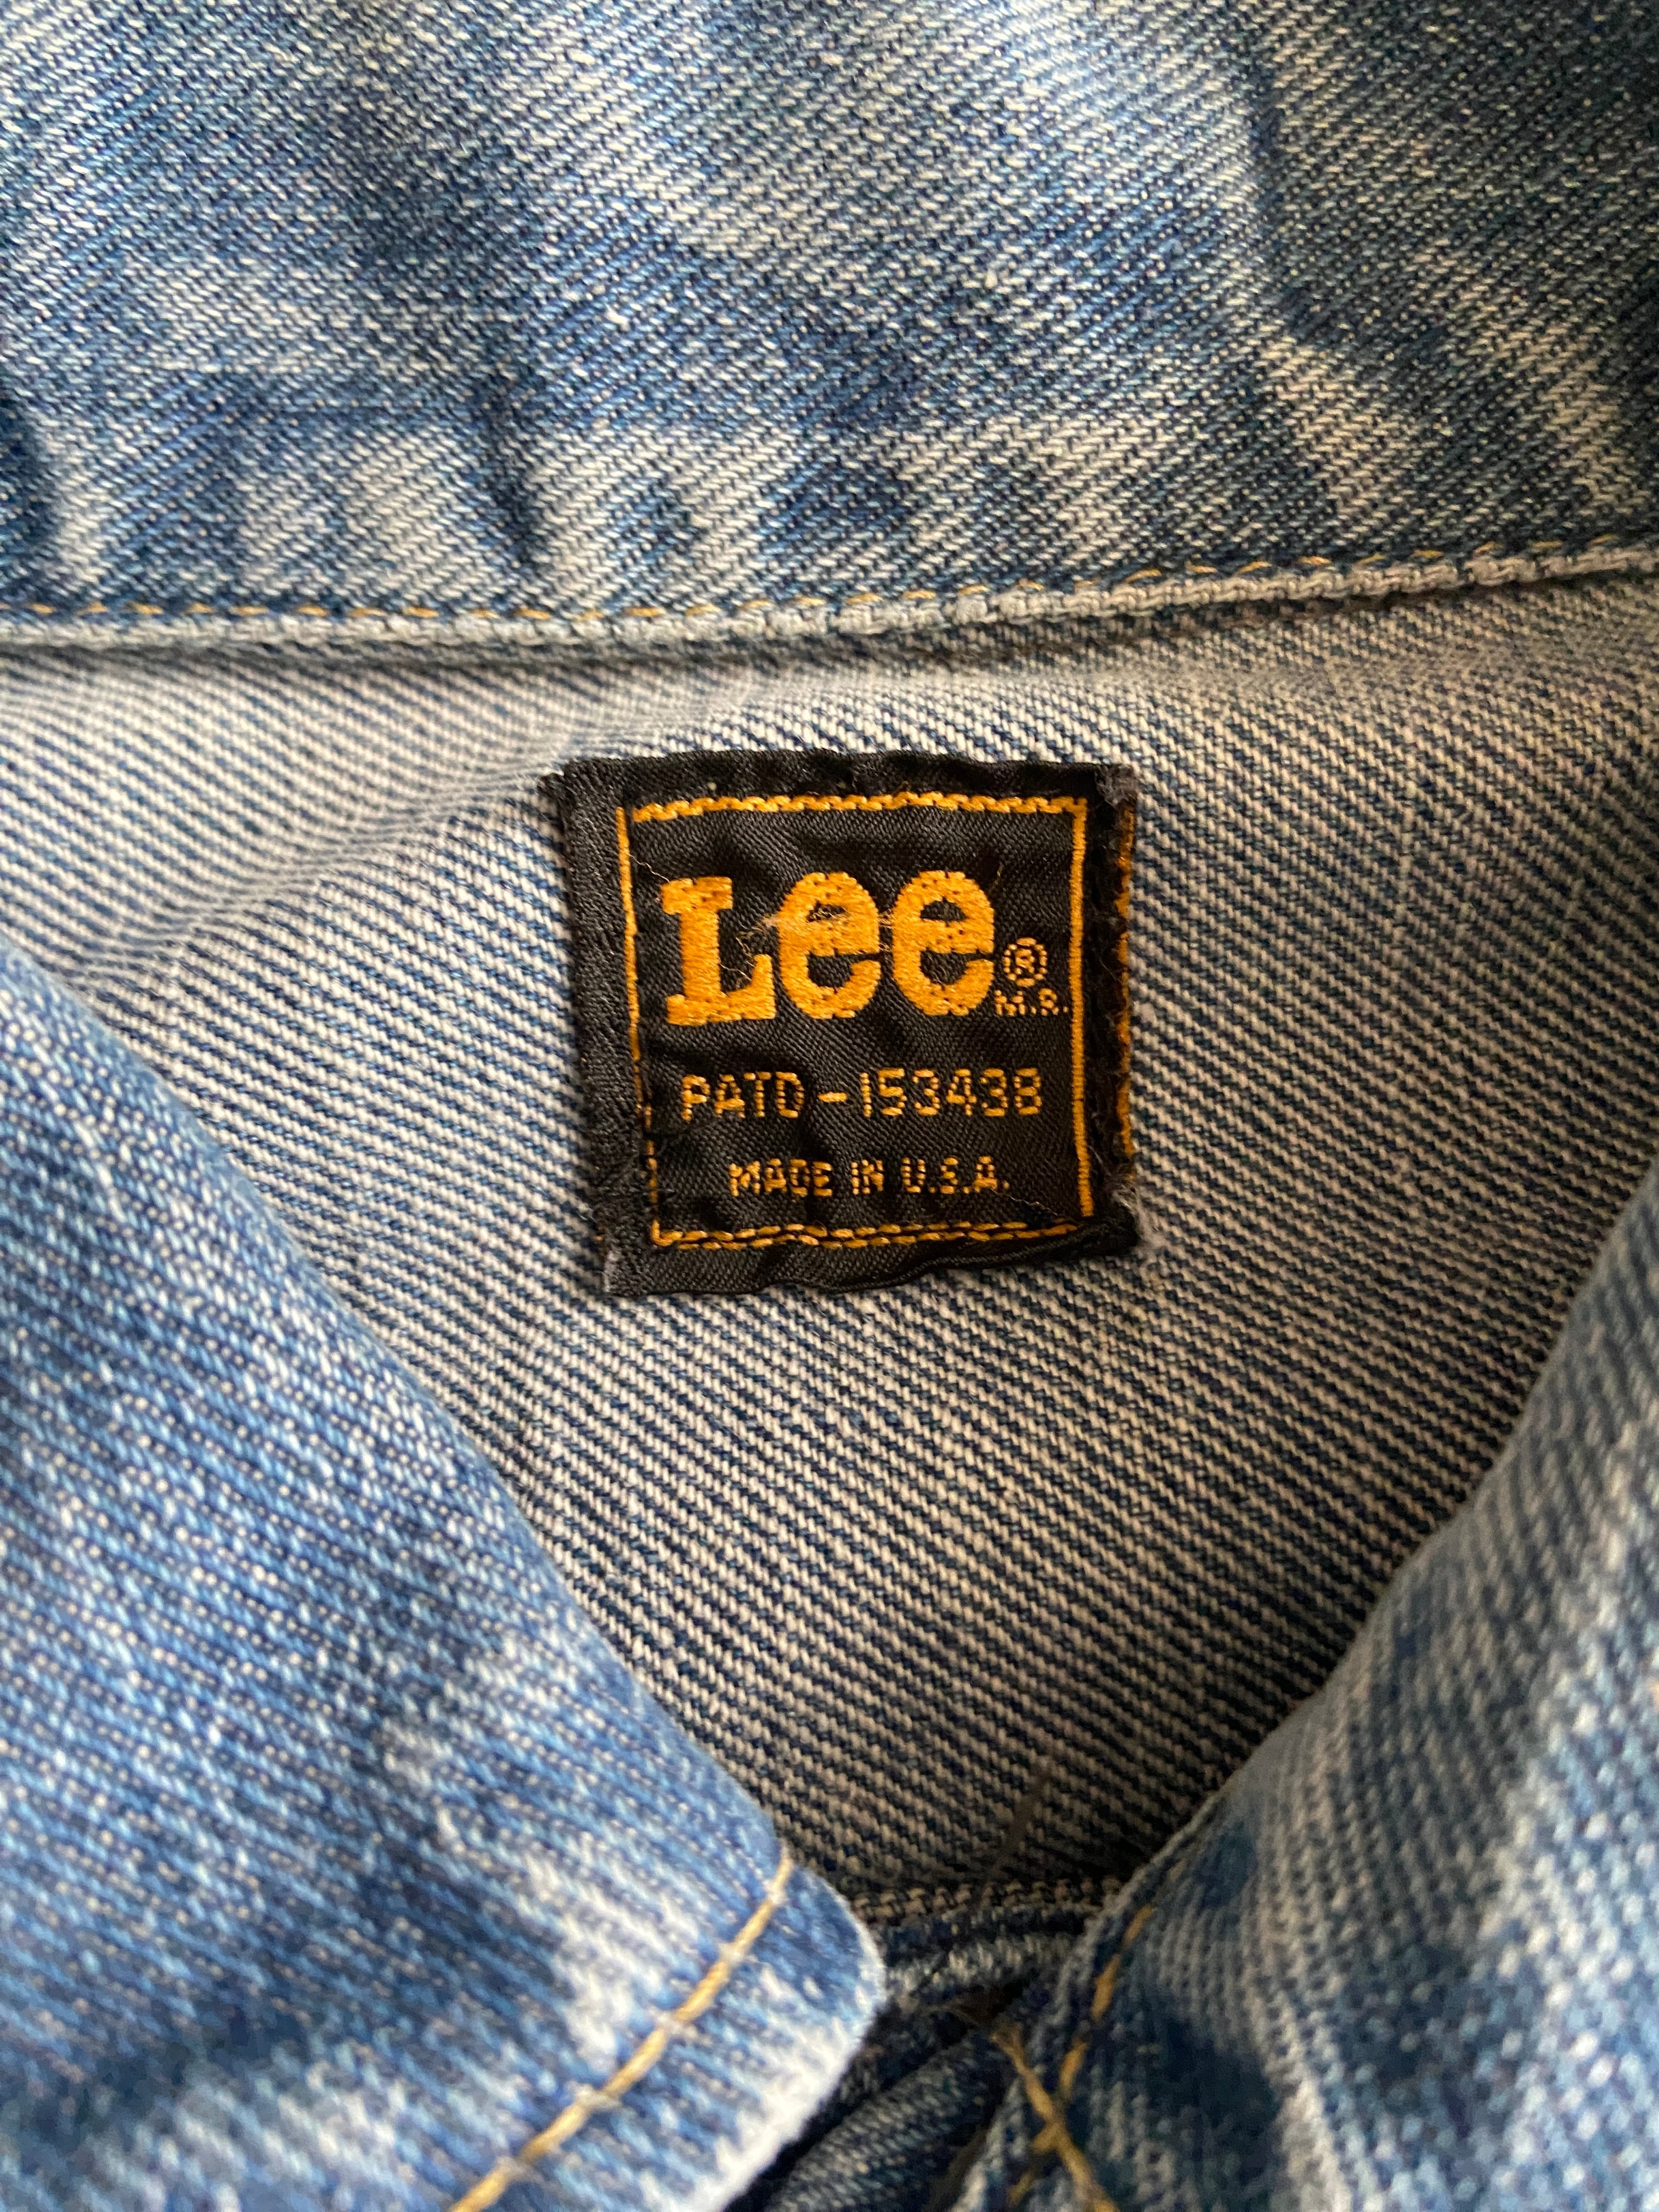 Lee®
M.R.
PATD-153438
MADE IN U.S.A.